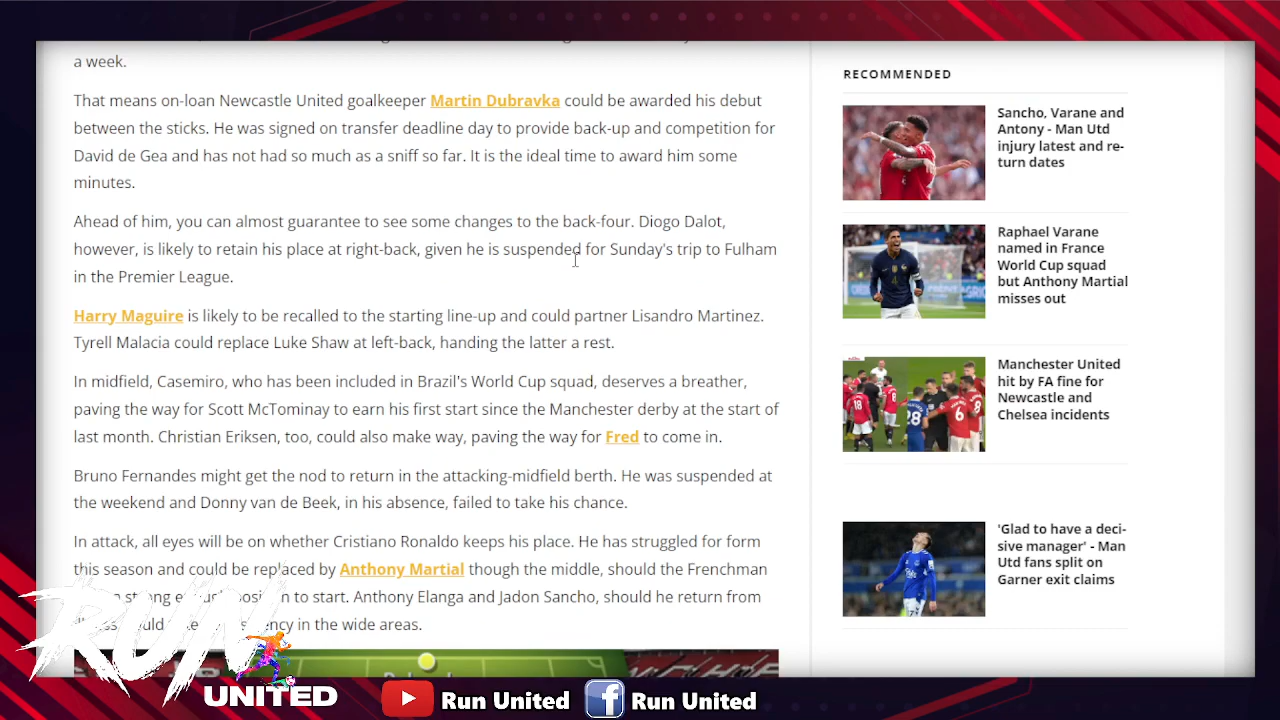 a week.
That means on-loan Newcastle United goalkeeper Martin Dubravka could be awarded his debut
between the sticks. He was signed on transfer deadline day to provide back-up and competition for
David de Gea and has not had so much as a sniff so far. It is the ideal time to award him some
minutes.
Ahead of him, you can almost guarantee to see some changes to the back-four. Diogo Dalot,
however, is likely to retain his place at right-back, given he is suspended for Sunday's trip to Fulham
in the Premier League.
Harry Maguire is likely to be recalled to the starting line-up and could partner Lisandro Martinez.
Tyrell Malacia could replace Luke Shaw at left-back, handing the latter a rest.
In midfield, Casemiro, who has been included in Brazil's World Cup squad, deserves a breather,
paving the way for Scott McTominay to earn his first start since the Manchester derby at the start of
last month. Christian Eriksen, too, could also make way, paving the way for Fred to come in.
Bruno Fernandes might get the nod to return in the attacking-midfield berth. He was suspended at
the weekend and Donny van de Beek, in his absence, failed to take his chance.
In attack, all eyes will be on whether Cristiano Ronaldo keeps his place. He has struggled for form
this season and could be replaced by Anthony Martial though the middle, should the Frenchman
to start. Anthony Elanga and Jadon Sancho, should he return from
in the wide areas.
RECOMMENDED
Sancho, Varane and
Antony - Man Utd
injury latest and re-
turn dates
Raphael Varane
named in France
World Cup squad
but Anthony Martial
misses out
Manchester United
hit by FA fine for
Newcastle and
Chelsea incidents
'Glad to have a deci-
sive manager' - Man
Utd fans split on
Garner exit claims
RUN
UNITED
Run United
Run United